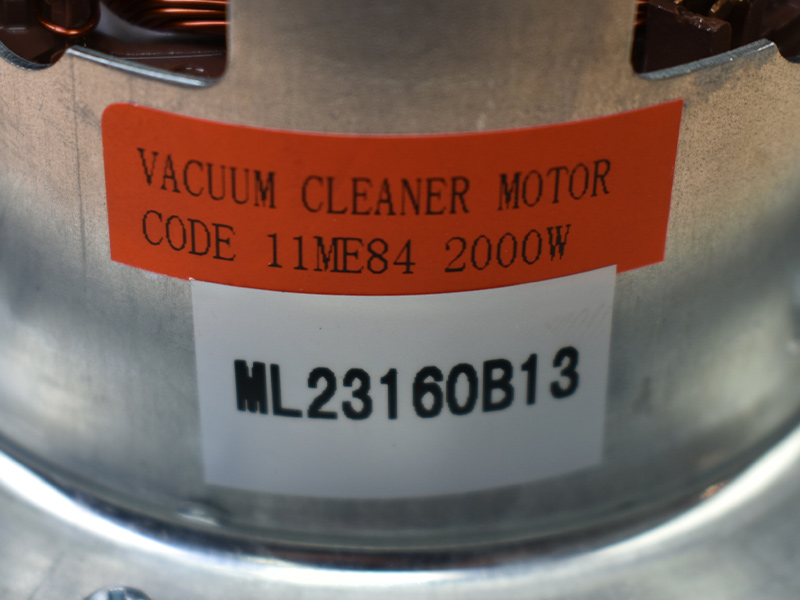 VACUUM CLEANER MOTOR
CODE 11ME84 2000W
ML23160B13